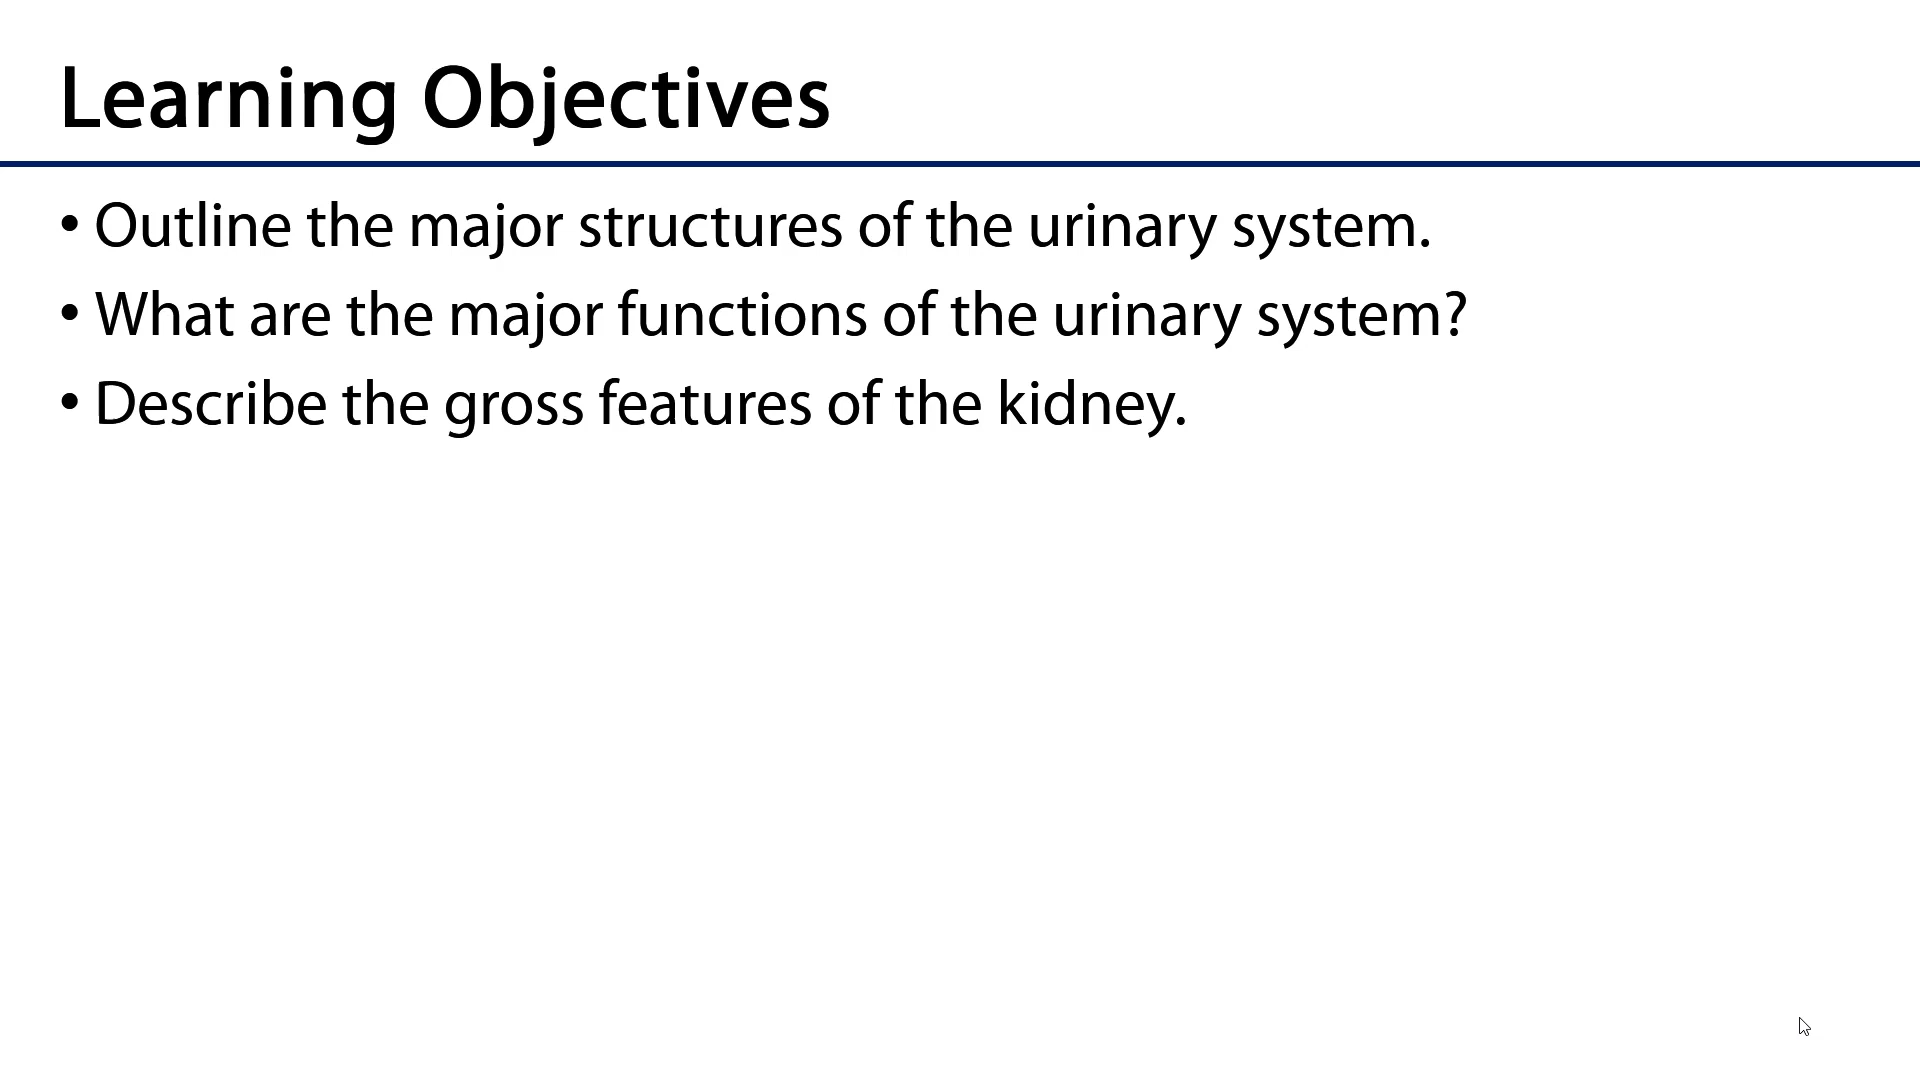 Learning Objectives
• Outline the major structures of the urinary system.
• What are the major functions of the urinary system?
• Describe the gross features of the kidney.